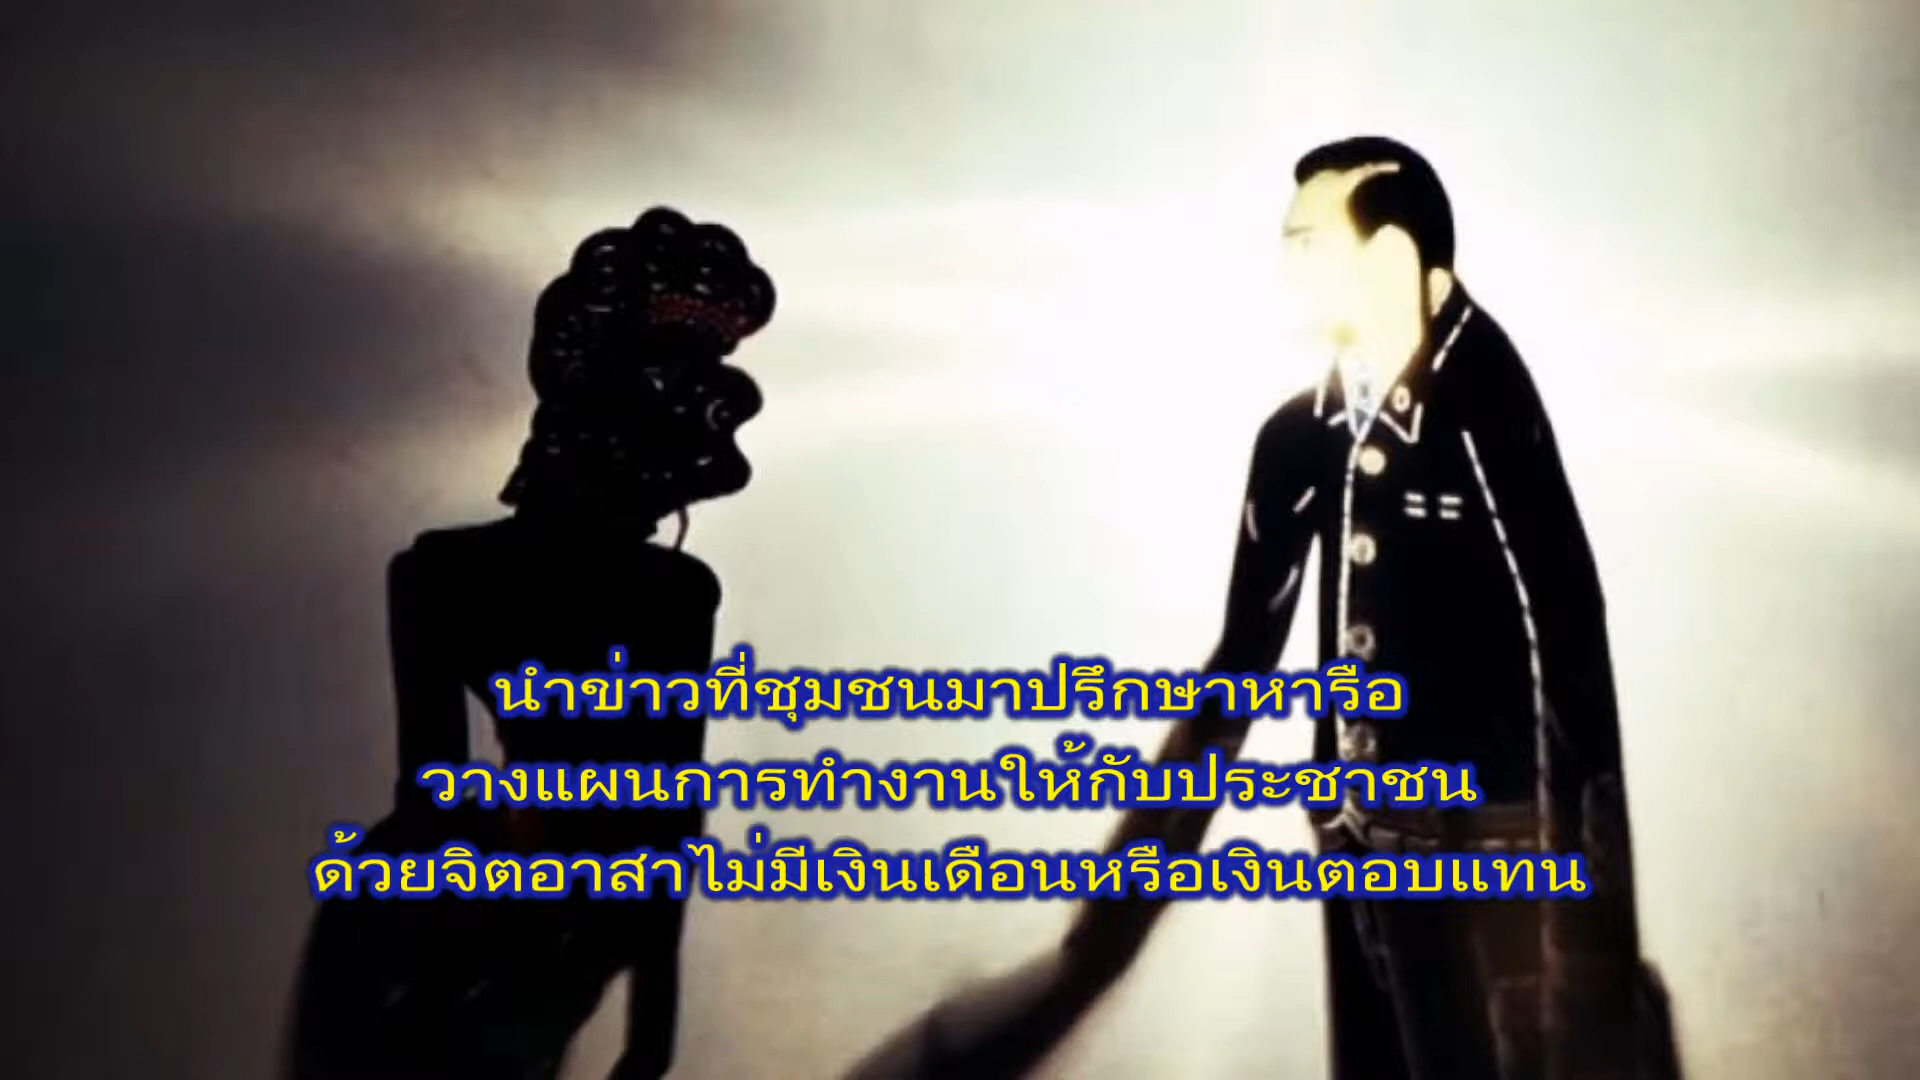 นำข่าวที่ชุมชนมาปรึกษาหารือ
วางแผนการทำงานให้กับประชาชน
ด้วยจิตอาสาไม่มีเงินเดือนหรือเงินตอบแทน